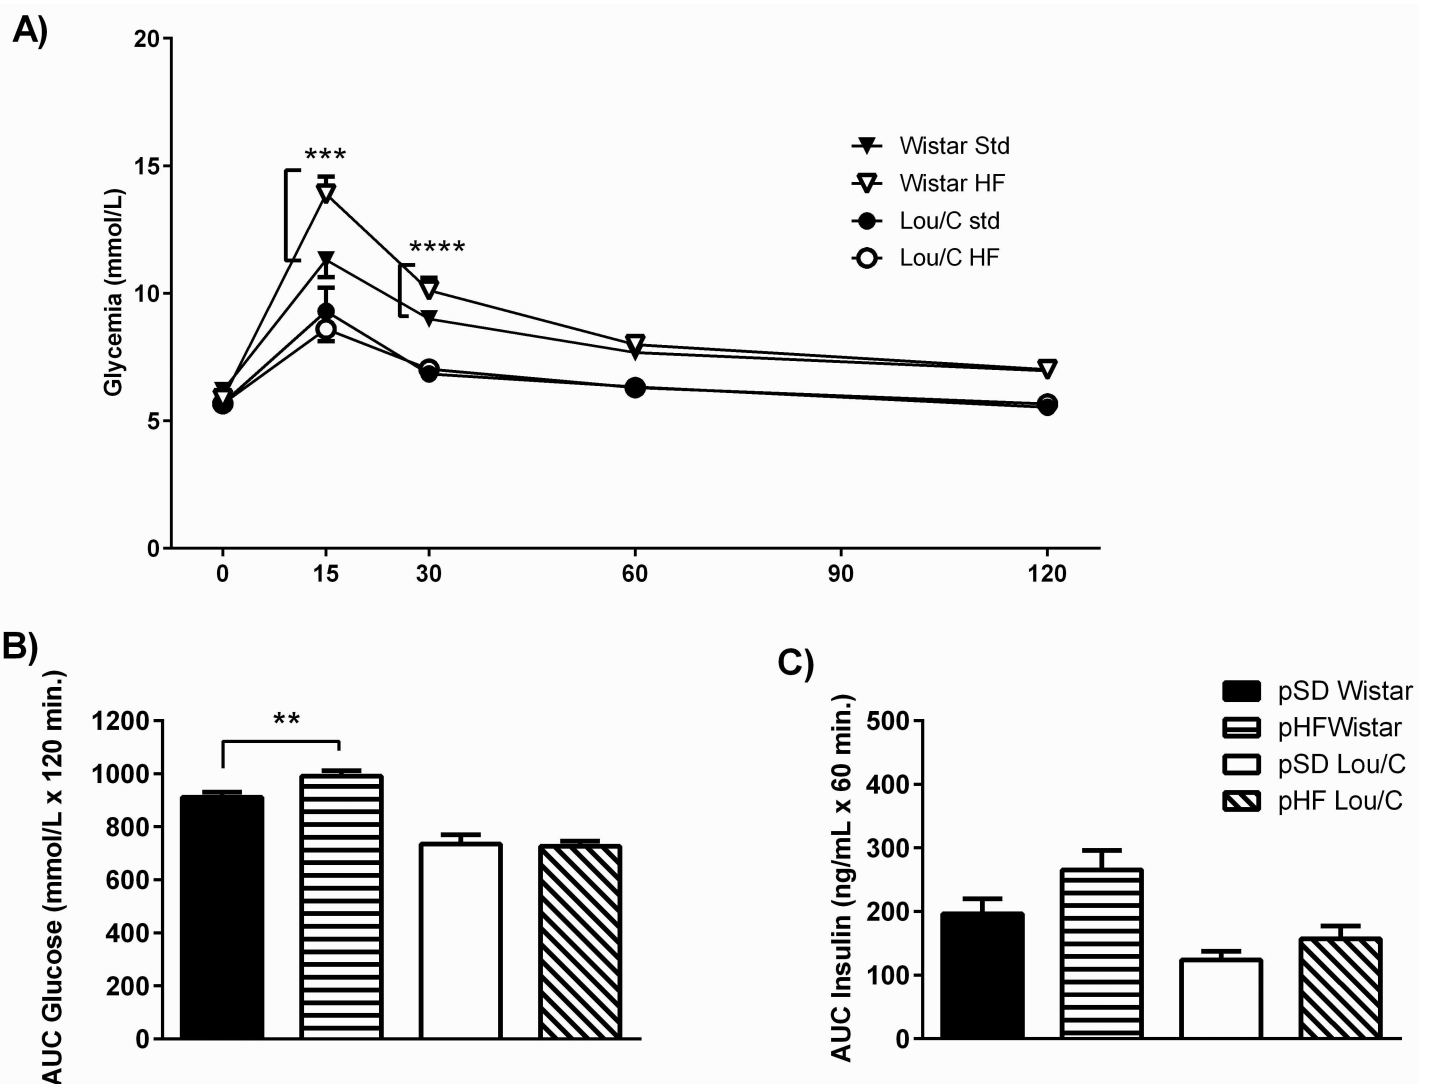 A)
Glycemia (mmol/L)
20
15
10
5
0
***
****
Wistar Std
Wistar HF
Lou/C std
Lou/C HF
0 15 30 60 90 120
B)
AUC Glucose (mmol/L x 120 min.)
1200
1000
800
600
400
200
0
**
C)
AUC Insulin (ng/mL x 60 min.)
500
400
300
200
100
0
pSD Wistar
pHFWistar
pSD Lou/C
pHF Lou/C